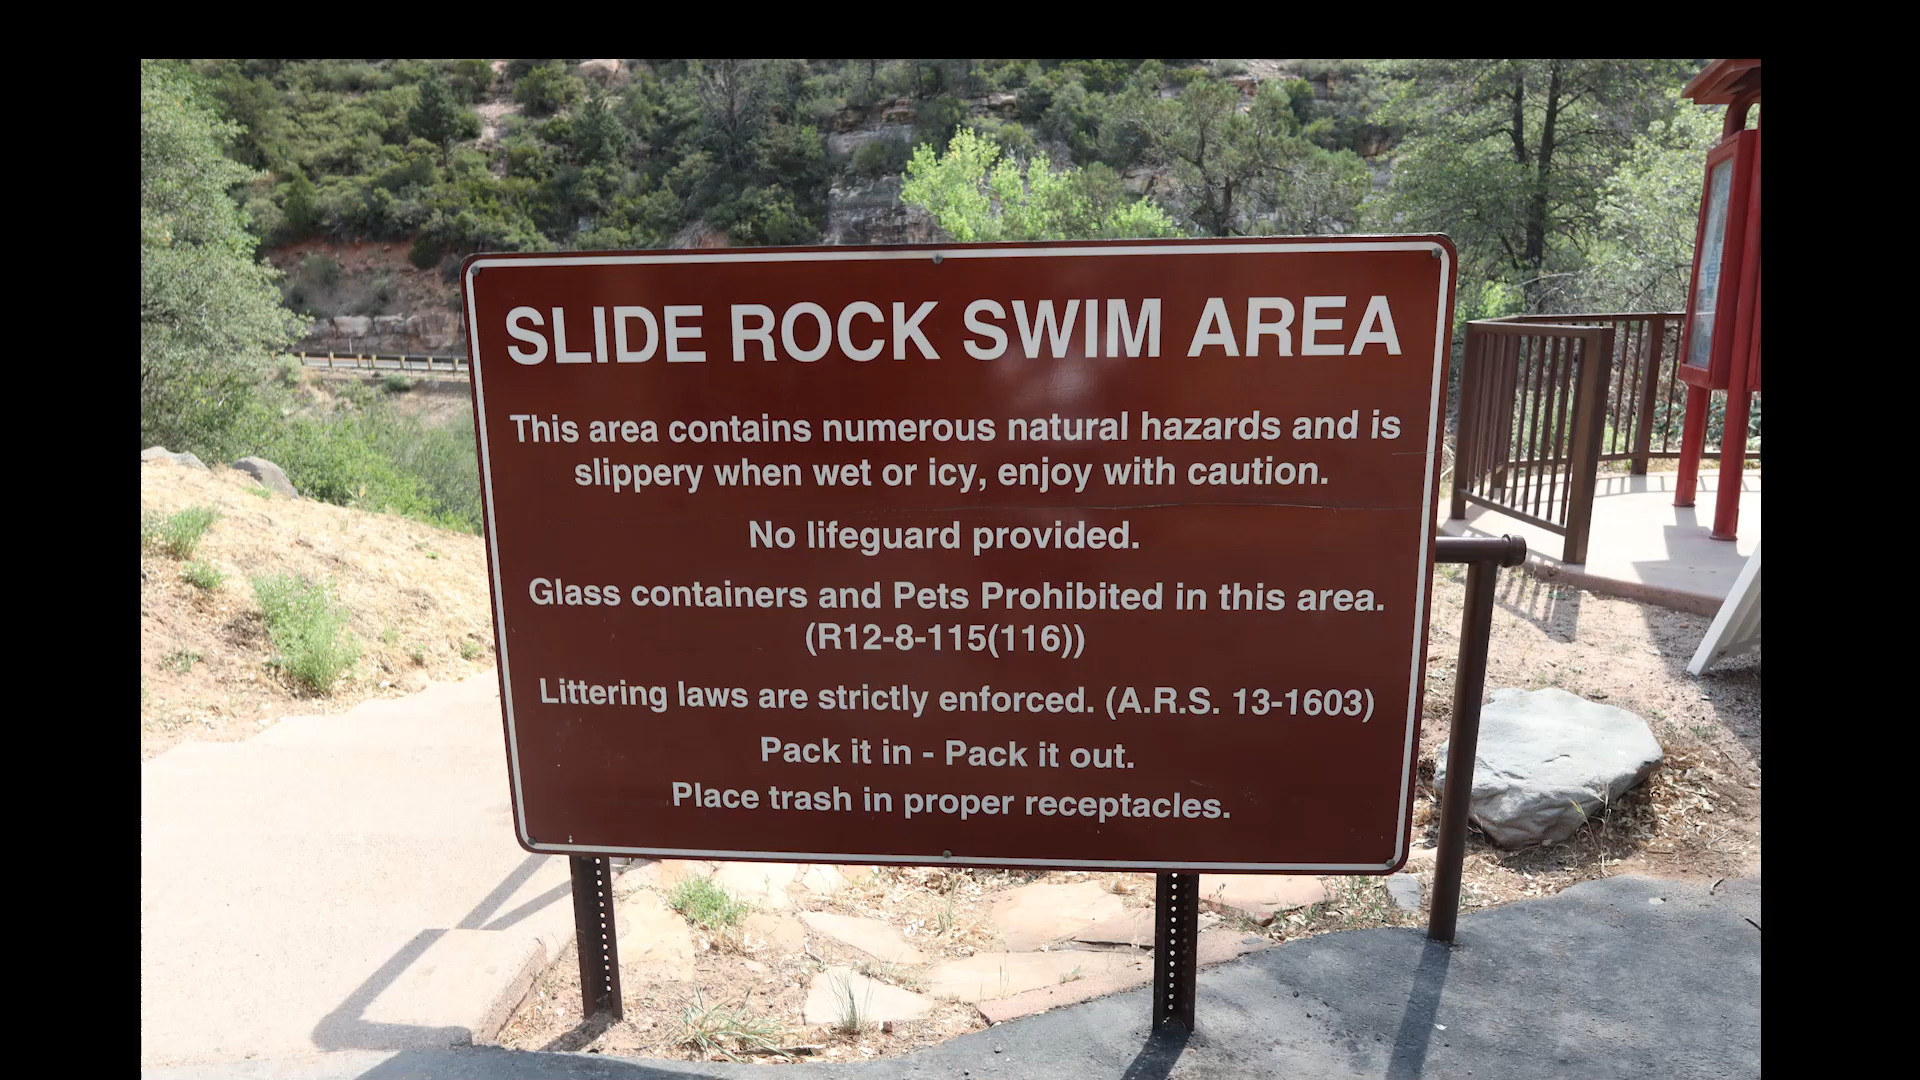 SLIDE ROCK SWIM AREA
This area contains numerous natural hazards and is
slippery when wet or icy, enjoy with caution.
No lifeguard provided.
Glass containers and Pets Prohibited in this area.
(R12-8-115(116))
Littering laws are strictly enforced. (A.R.S. 13-1603)
Pack it in - Pack it out.
Place trash in proper receptacles.